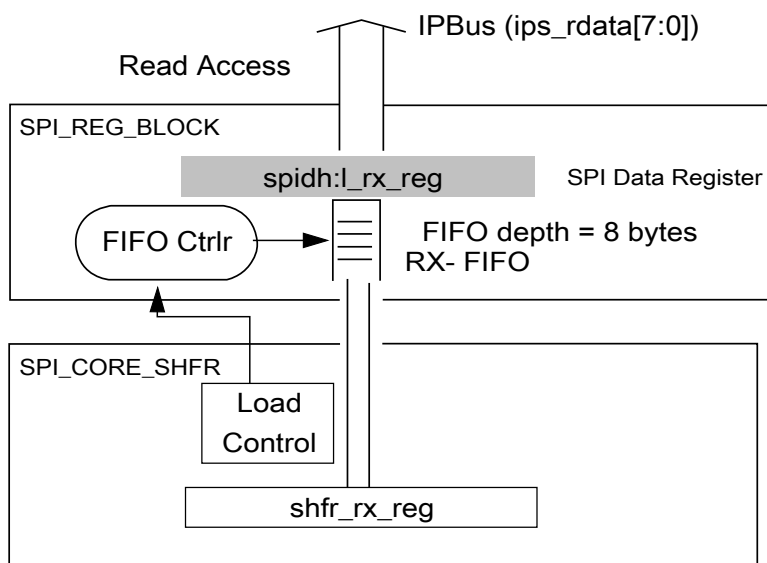 IPBus (ips_rdata[7:0])
Read Access
SPI_REG_BLOCK
spidh:l_rx_reg
SPI Data Register
FIFO Ctrlr
FIFO depth = 8 bytes
RX- FIFO
SPI_CORE_SHFR
Load
Control
shfr_rx_reg